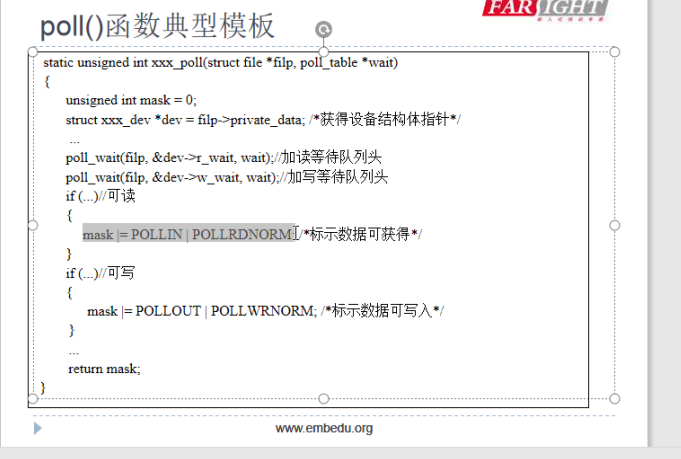 FARSIGHT
poll()函数典型模板
static unsigned int xxx_poll(struct file *filp, poll_table *wait)
{
unsigned int mask = 0;
struct xxx_dev *dev = filp->private_data; /*获得设备结构体指针*/
...
poll_wait(filp, &dev->r_wait, wait);//加读等待队列头
poll_wait(filp, &dev->w_wait, wait);//加写等待队列头
if (...)//可读
{
mask |= POLLIN | POLLRDNORM; /*标示数据可获得*/
}
if (...)//可写
{
mask |= POLLOUT | POLLWRNORM; /*标示数据可写入*/
}
...
return mask;
}
www.embedu.org